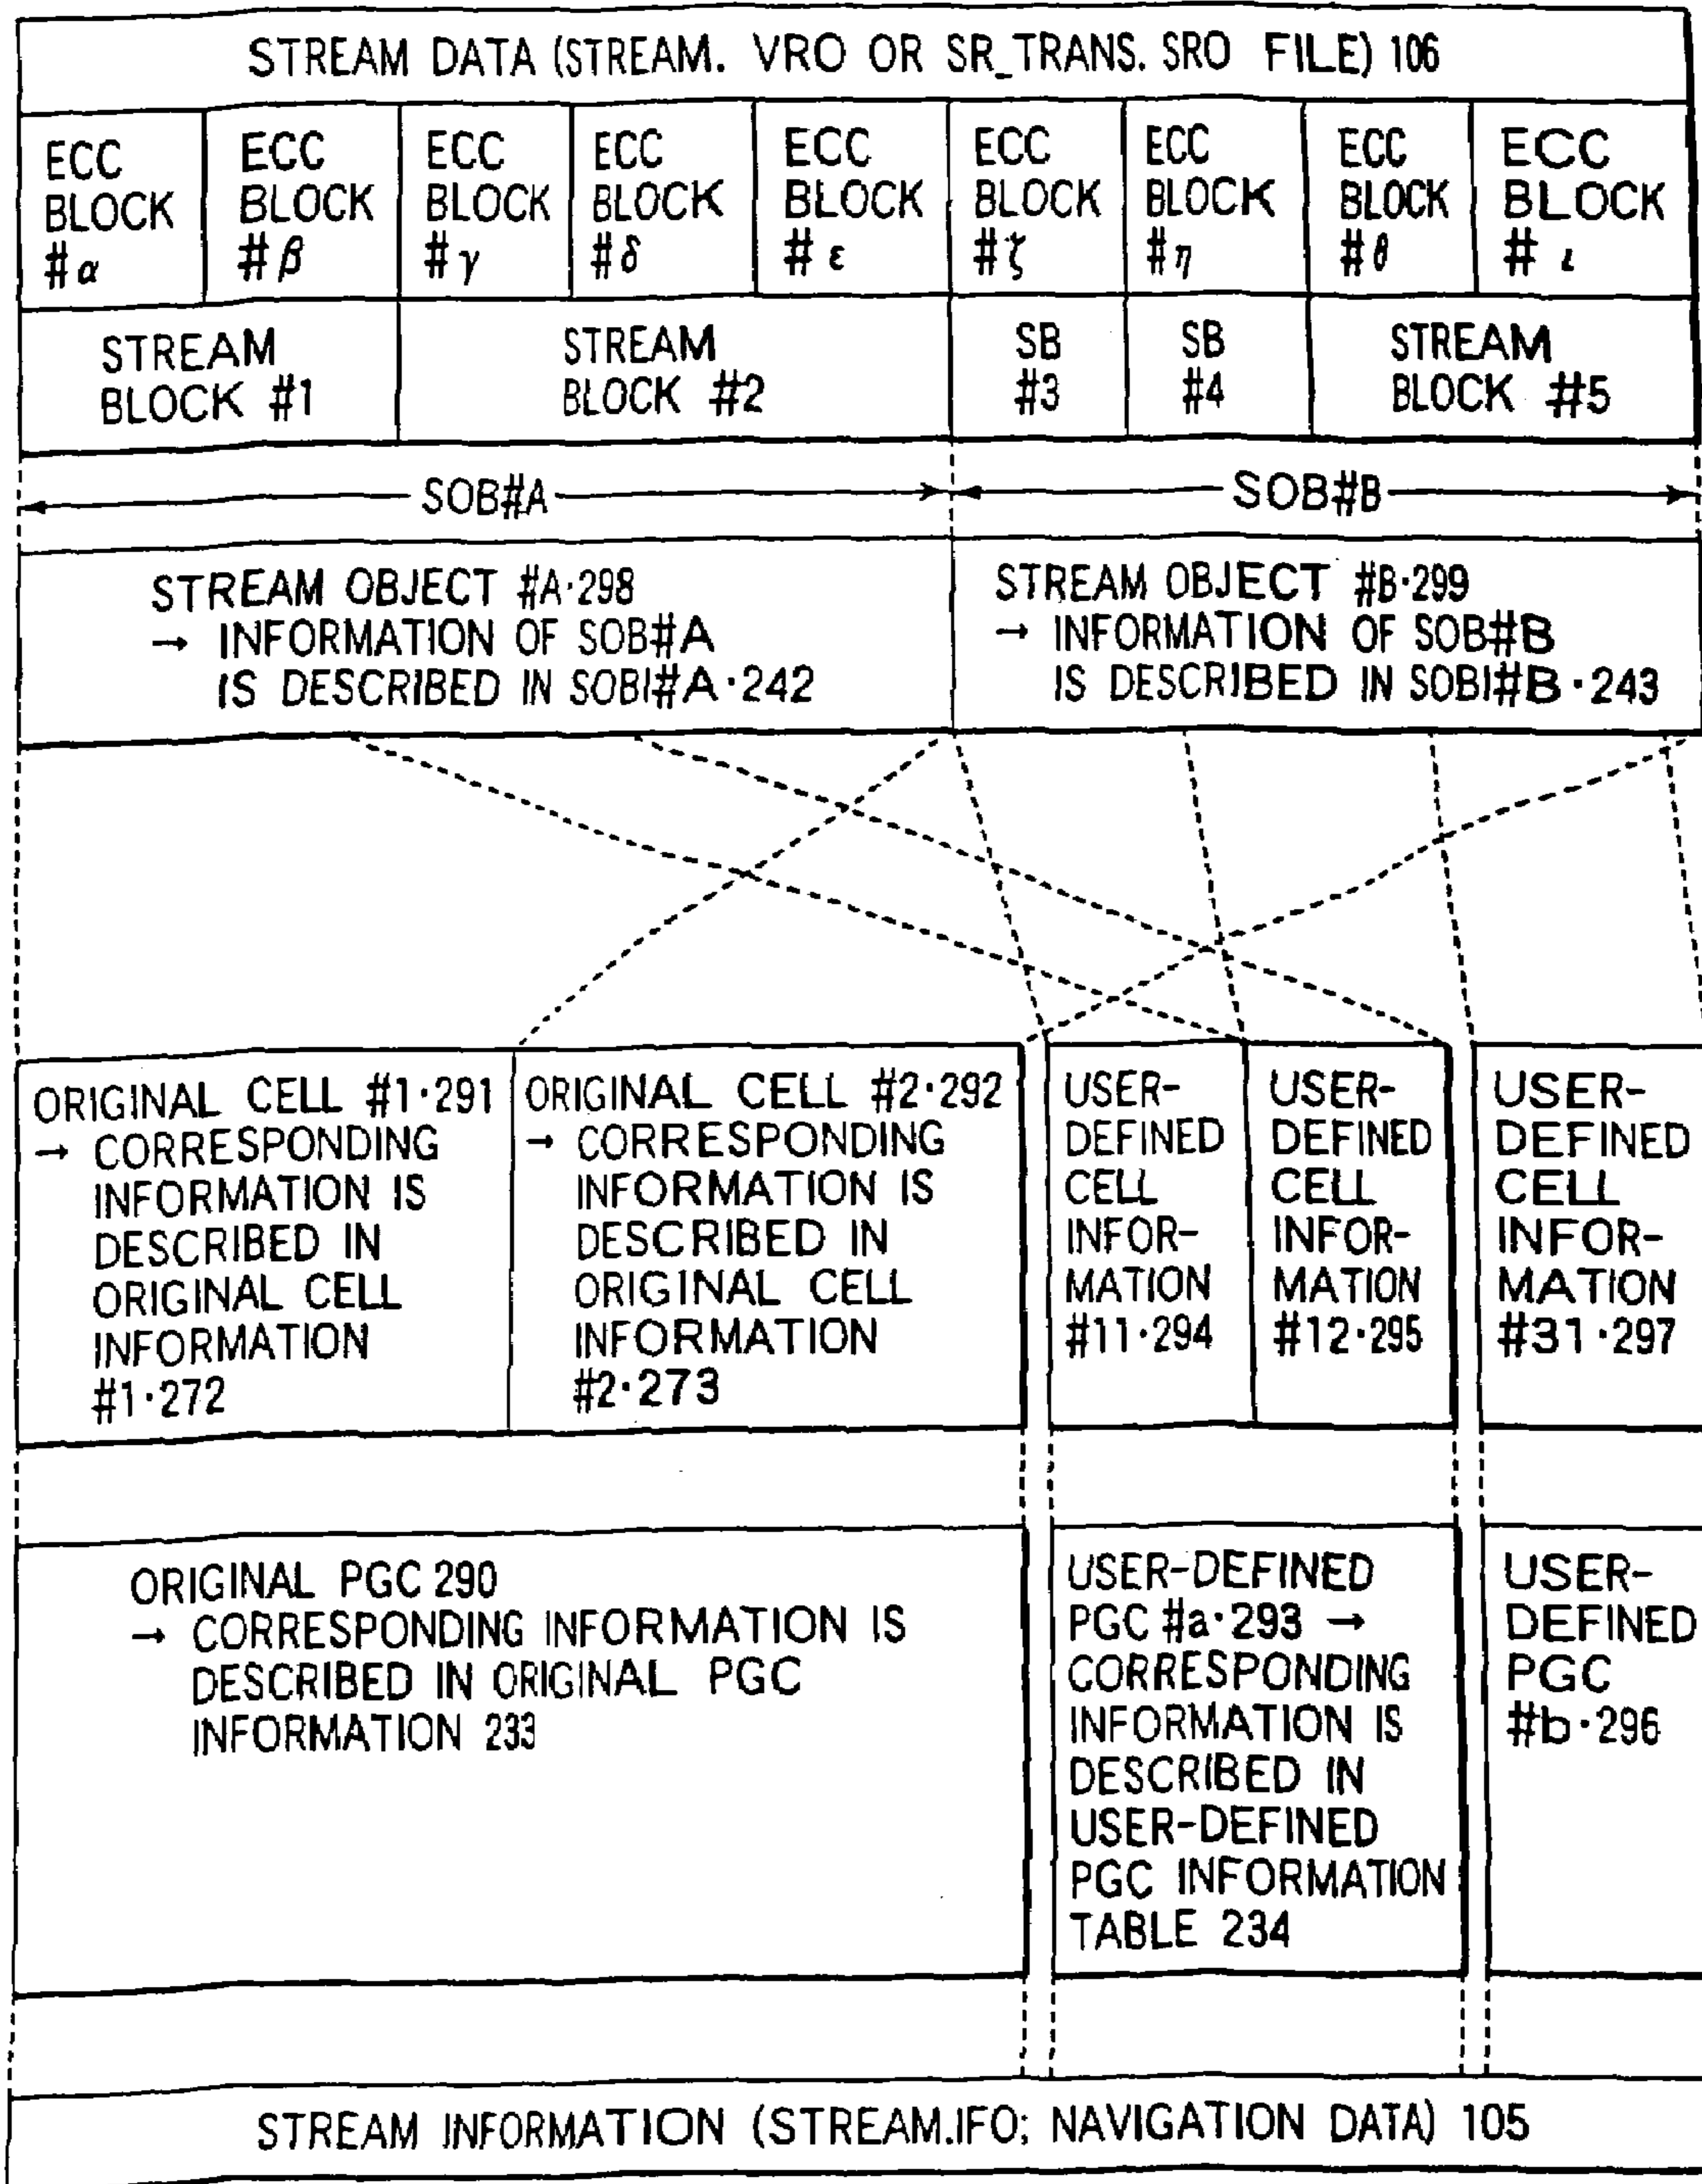 STREAM DATA (STREAM. VRO OR SR_TRANS. SRO FILE) 106
ECC
BLOCK
#α
ECC
BLOCK
#β
ECC
BLOCK
#γ
ECC
BLOCK
#δ
ECC
BLOCK
#ε
ECC
BLOCK
#ζ
ECC
BLOCK
#η
ECC
BLOCK
#θ
ECC
BLOCK
#ι
STREAM
BLOCK #1
STREAM
BLOCK #2
SB
#3
SB
#4
STREAM
BLOCK #5
SOB#A
SOB#B
STREAM OBJECT #A·298
→ INFORMATION OF SOB#A
IS DESCRIBED IN SOBI#A·242
STREAM OBJECT #B·299
→ INFORMATION OF SOB#B
IS DESCRIBED IN SOBI#B·243
ORIGINAL CELL #1·291
→ CORRESPONDING
INFORMATION IS
DESCRIBED IN
ORIGINAL CELL
INFORMATION
#1·272
ORIGINAL CELL #2·292
→ CORRESPONDING
INFORMATION IS
DESCRIBED IN
ORIGINAL CELL
INFORMATION
#2·273
USER-
DEFINED
CELL
INFOR-
MATION
#11·294
USER-
DEFINED
CELL
INFOR-
MATION
#12·295
USER-
DEFINED
CELL
INFOR-
MATION
#31·297
ORIGINAL PGC 290
→ CORRESPONDING INFORMATION IS
DESCRIBED IN ORIGINAL PGC
INFORMATION 233
USER-DEFINED
PGC #a·293 →
CORRESPONDING
INFORMATION IS
DESCRIBED IN
USER-DEFINED
PGC INFORMATION
TABLE 234
USER-
DEFINED
PGC
#b·296
STREAM INFORMATION (STREAM.IFO; NAVIGATION DATA) 105